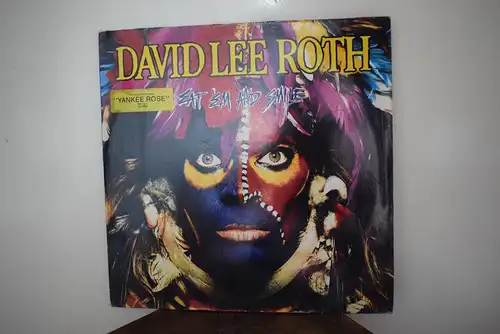 DAVID LEE ROTH
"YANKEE ROSE"
EAT 'EM AND SMILE